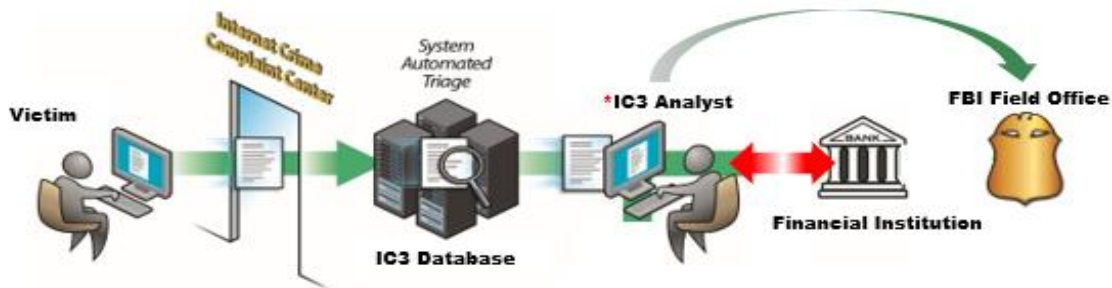 Internet Crime
Complaint Center
System
Automated
Triage
Victim
*IC3 Analyst
FBI Field Office
BANK
Financial Institution
IC3 Database